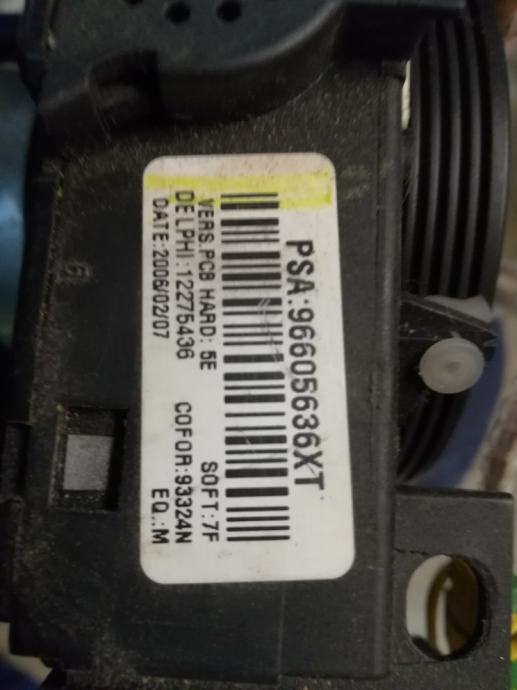 PSA:96605636XT
VERS.PCB HARD: 5E SOFT:7F
DELPHI:12275436 COFOR:93324N
DATE:2006/02/07 EQ.:M